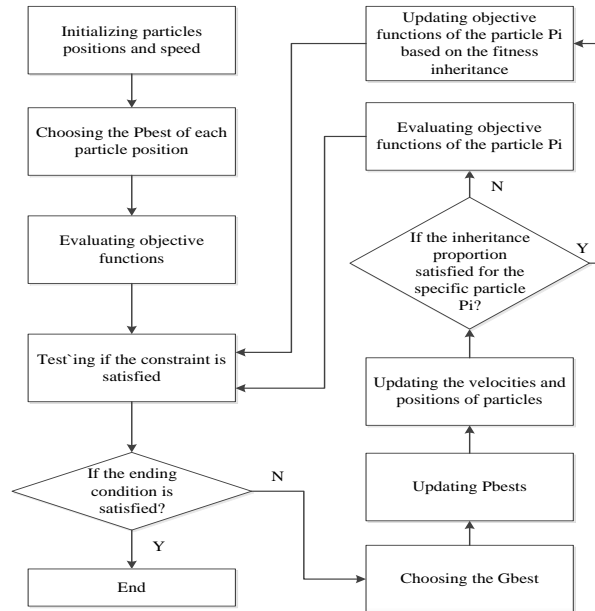 Initializing particles
positions and speed
Choosing the Pbest of each
particle position
Evaluating objective
functions
Test`ing if the constraint is
satisfied
If the ending
condition is
satisfied?
N
Y
End
Updating objective
functions of the particle Pi
based on the fitness
inheritance
Evaluating objective
functions of the particle Pi
N
If the inheritance
proportion
satisfied for the
specific particle
Pi?
Y
Updating the velocities and
positions of particles
Updating Pbests
Choosing the Gbest